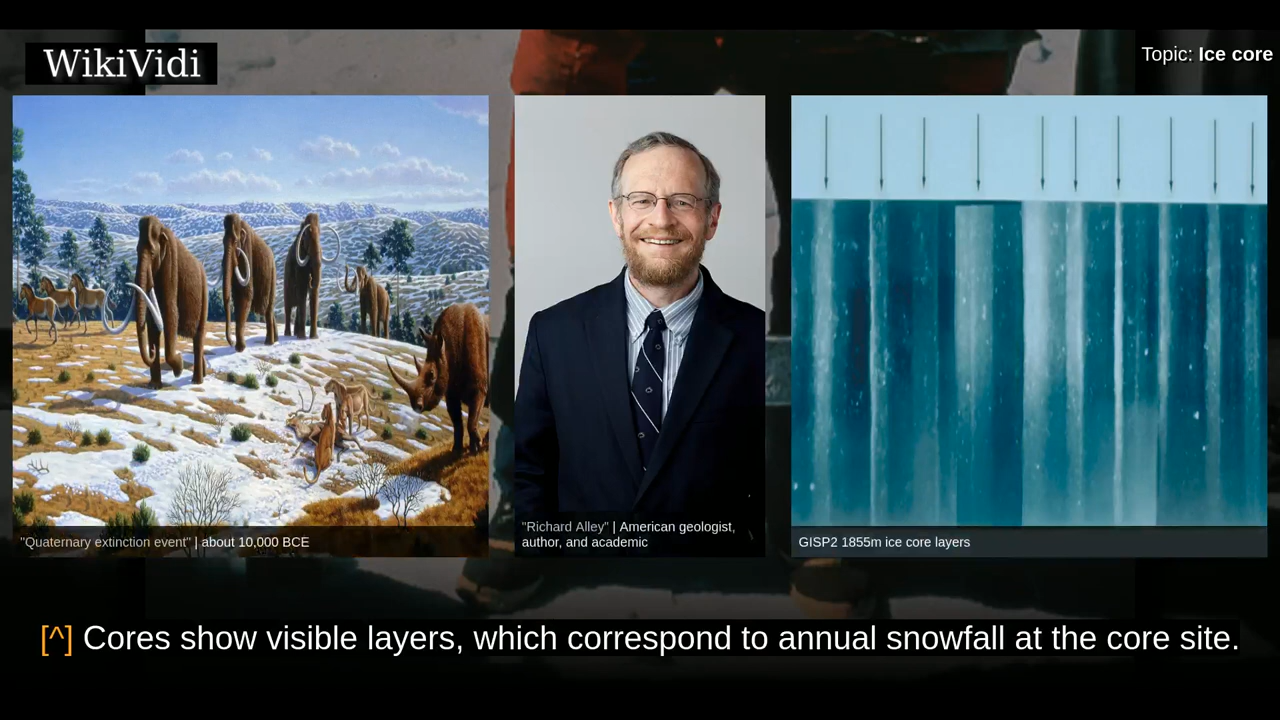 WikiVidi
Topic: Ice core
"Quaternary extinction event" | about 10,000 BCE
"Richard Alley" | American geologist,
author, and academic
GISP2 1855m ice core layers
[^] Cores show visible layers, which correspond to annual snowfall at the core site.